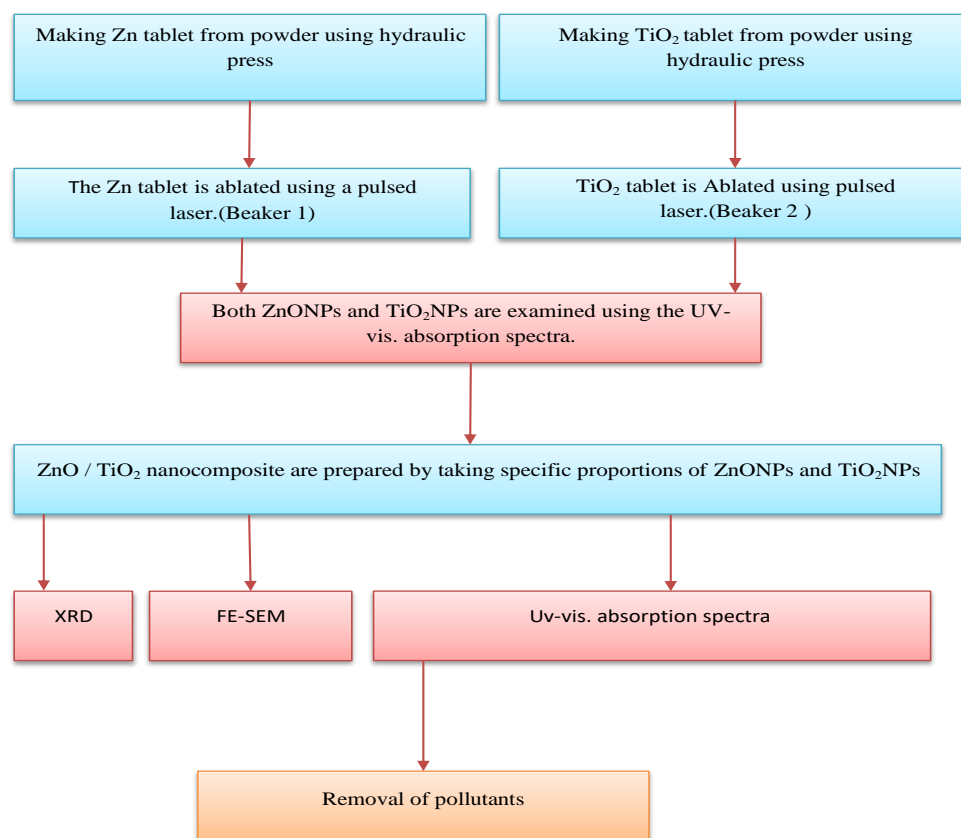 Making Zn tablet from powder using hydraulic
press
Making TiO₂ tablet from powder using
hydraulic press
The Zn tablet is ablated using a pulsed
laser.(Beaker 1)
TiO₂ tablet is Ablated using pulsed
laser.(Beaker 2 )
Both ZnONPs and TiO₂NPs are examined using the UV-
vis. absorption spectra.
ZnO / TiO₂ nanocomposite are prepared by taking specific proportions of ZnONPs and TiO₂NPs
XRD
FE-SEM
Uv-vis. absorption spectra
Removal of pollutants